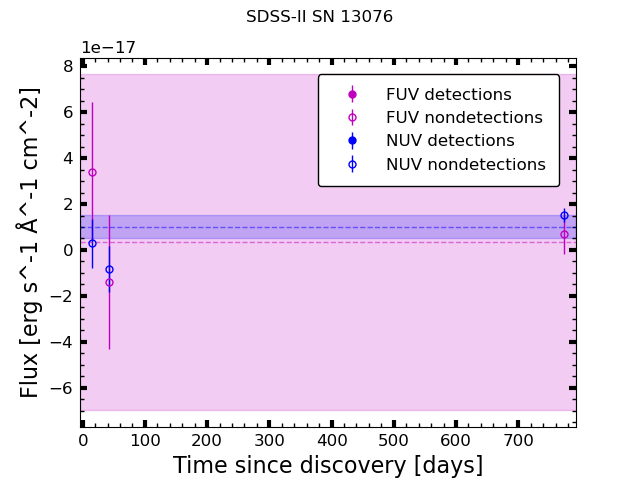 SDSS-II SN 13076
1e−17
FUV detections
FUV nondetections
NUV detections
NUV nondetections
8
6
4
2
0
−2
−4
−6
Flux [erg s^-1 Å^-1 cm^-2]
0 100 200 300 400 500 600 700
Time since discovery [days]